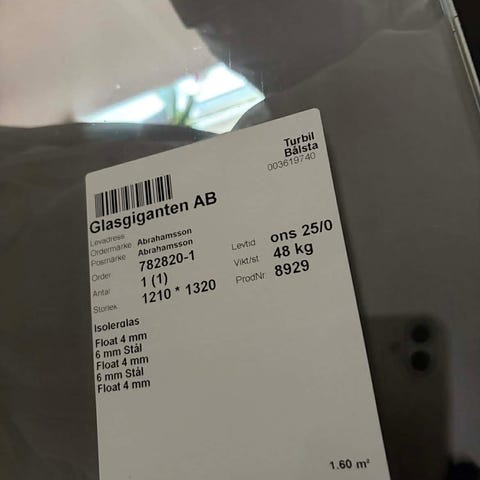 Turbil
Bålsta
003619740
Glasgiganten AB
Levadress
Ordermärke Abrahamsson
Postmärke Abrahamsson
Order 782820-1
Antal 1 (1)
Storlek 1210 * 1320
Levtid ons 25/0
Vikt/st 48 kg
ProdNr 8929
Isolerglas
Float 4 mm
6 mm Stål
Float 4 mm
6 mm Stål
Float 4 mm
1.60 m²